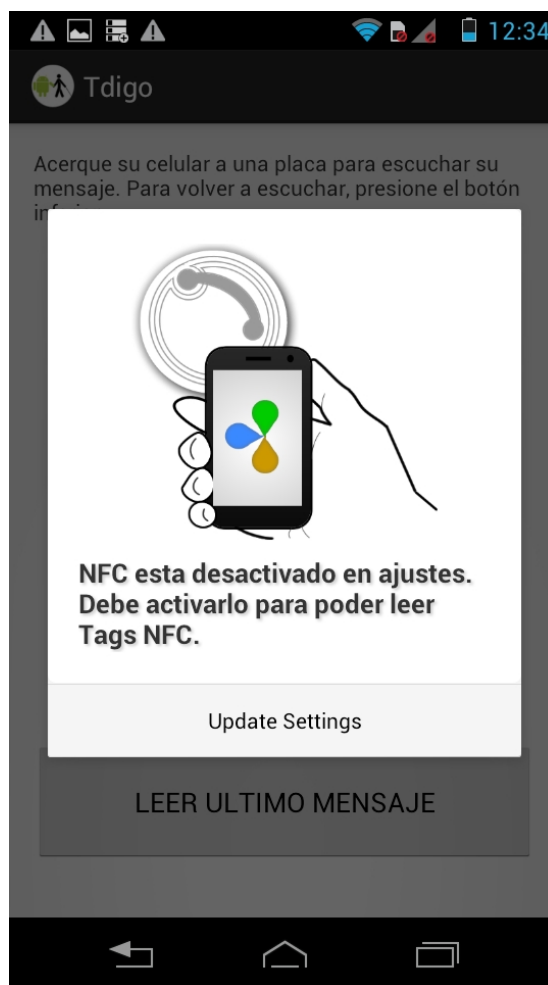 12:34
Tdigo
Acerque su celular a una placa para escuchar su
mensaje. Para volver a escuchar, presione el botón
NFC esta desactivado en ajustes.
Debe activarlo para poder leer
Tags NFC.
Update Settings
LEER ULTIMO MENSAJE